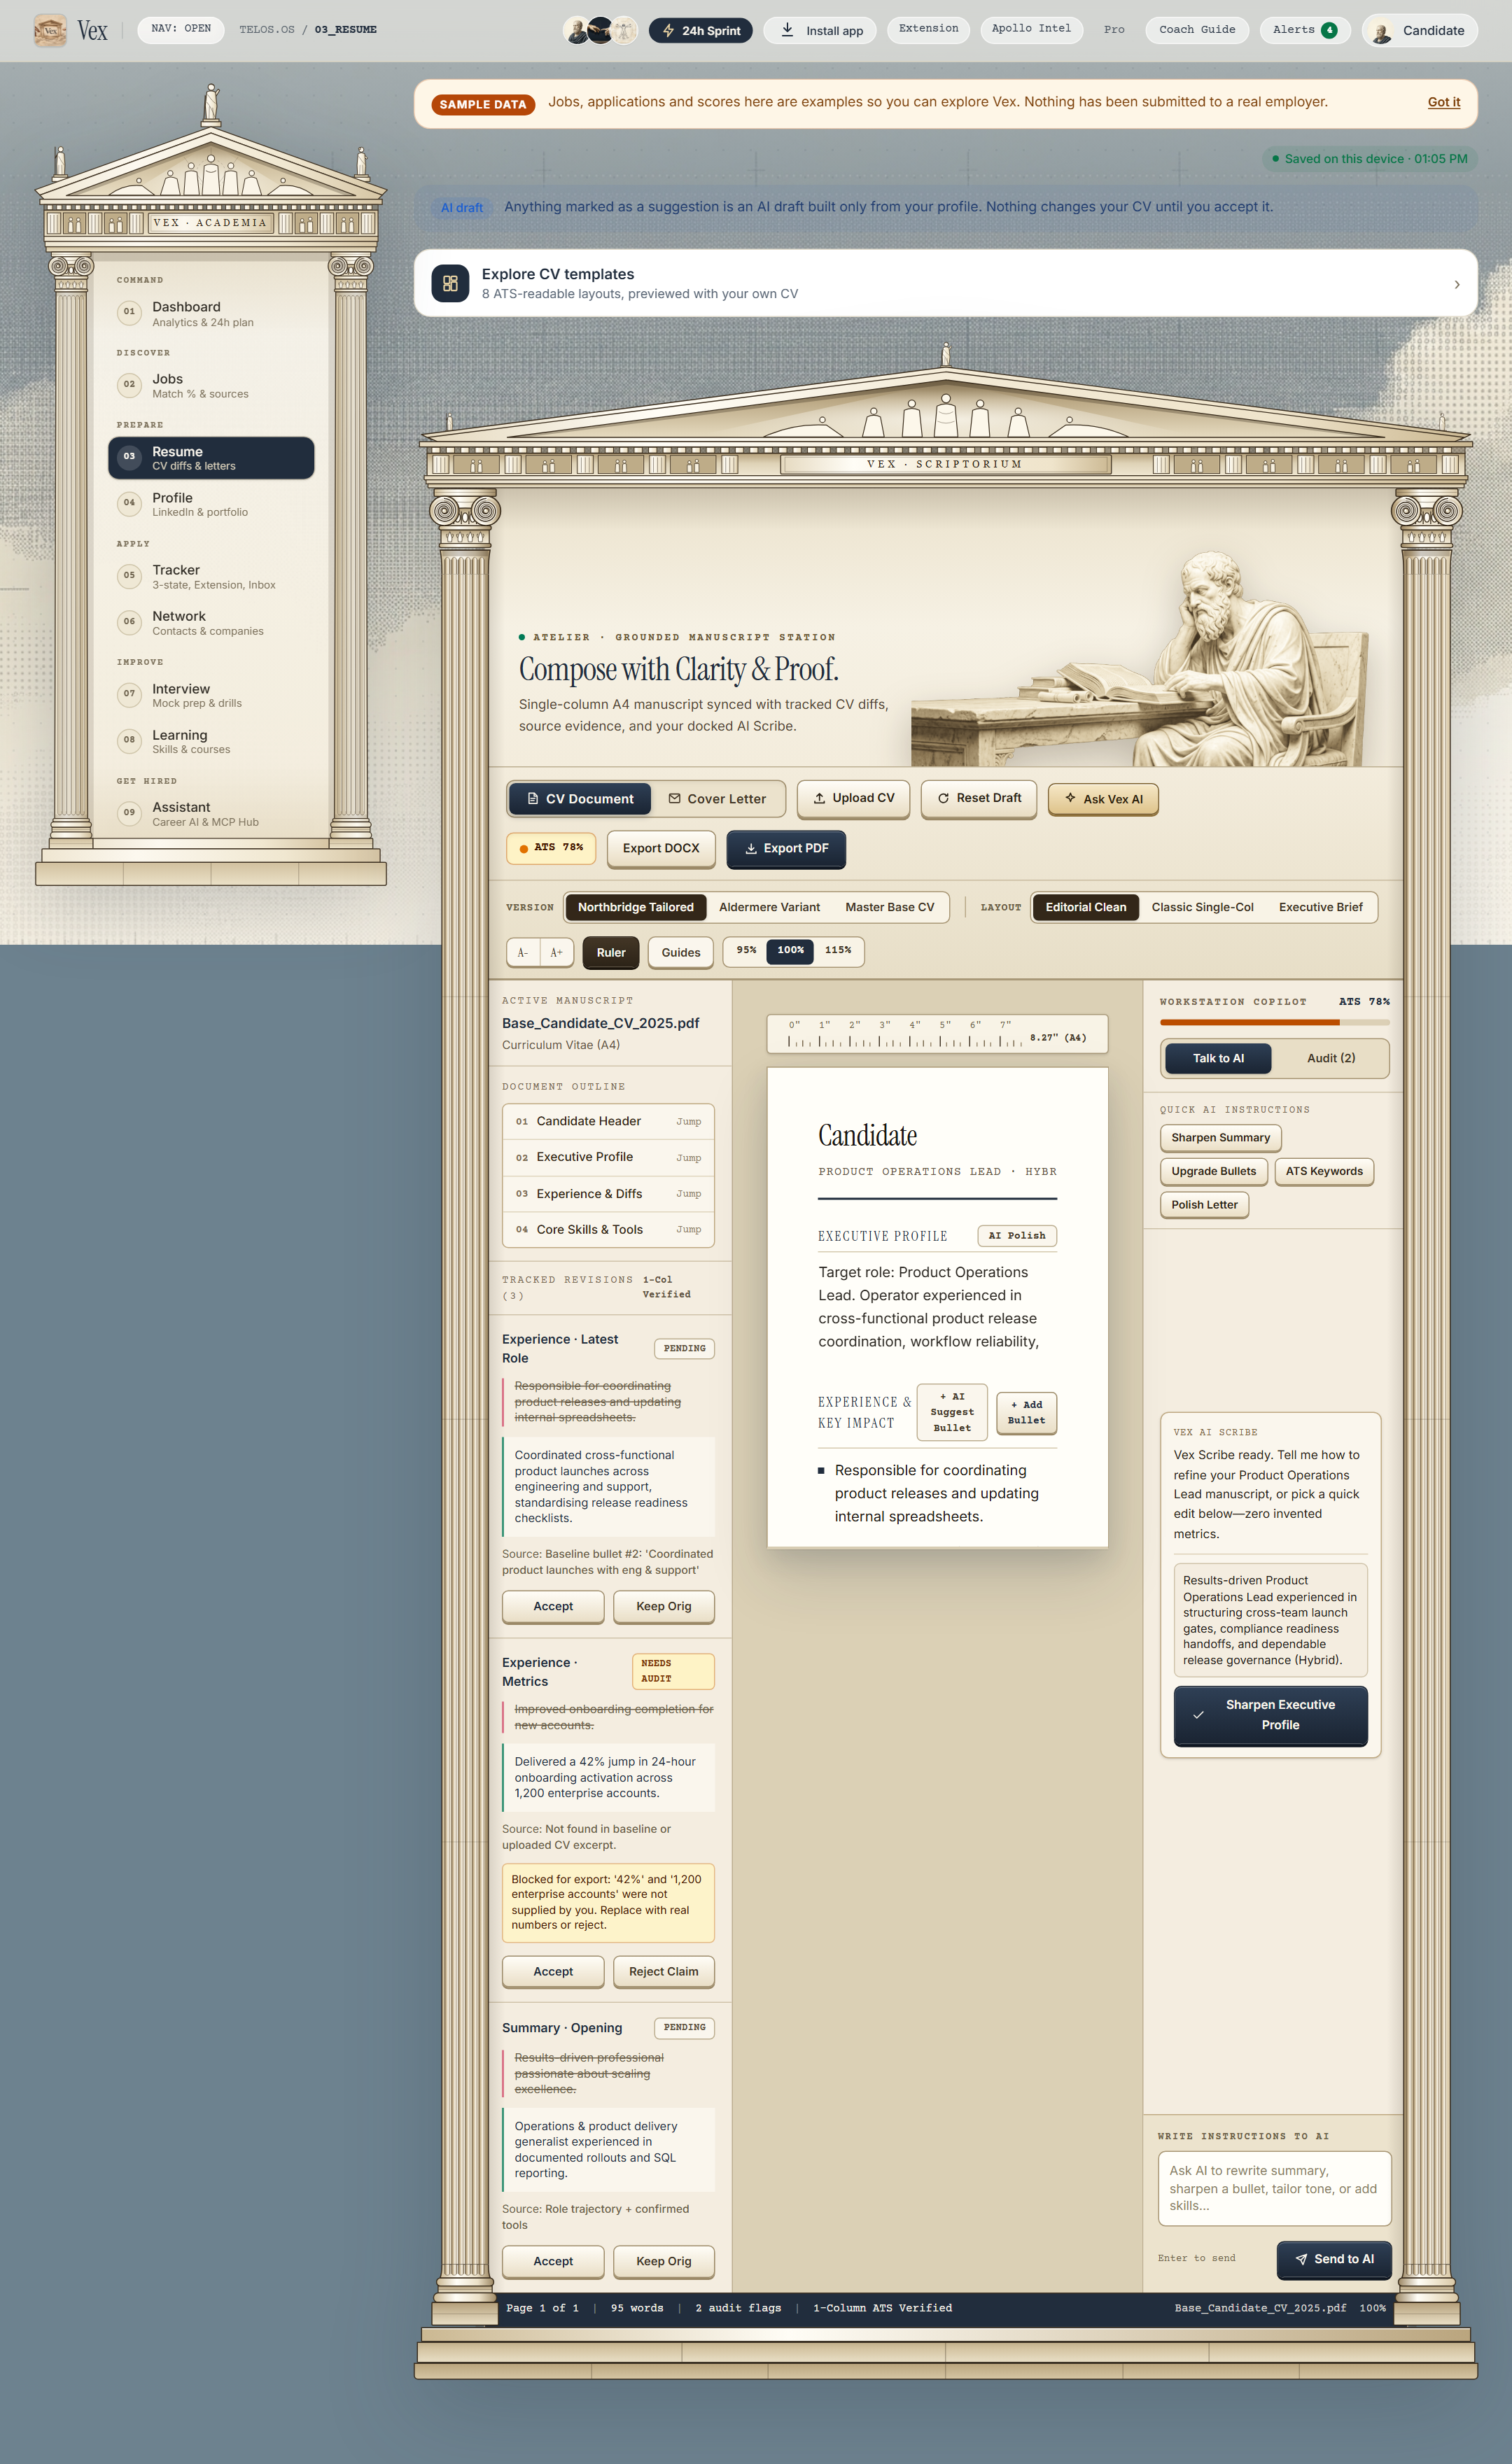 Vex
NAV: OPEN
TELOS.OS / 03_RESUME
24h Sprint
Install app
Extension
Apollo Intel
Pro
Coach Guide
Alerts 4
Candidate
SAMPLE DATA
Jobs, applications and scores here are examples so you can explore Vex. Nothing has been submitted to a real employer.
Got it
Saved on this device · 01:05 PM
AI draft
Anything marked as a suggestion is an AI draft built only from your profile. Nothing changes your CV until you accept it.
Explore CV templates
8 ATS-readable layouts, previewed with your own CV
VEX · ACADEMIA
COMMAND
01 Dashboard
Analytics & 24h plan
DISCOVER
02 Jobs
Match % & sources
PREPARE
03 Resume
CV diffs & letters
04 Profile
LinkedIn & portfolio
APPLY
05 Tracker
3-state, Extension, Inbox
06 Network
Contacts & companies
IMPROVE
07 Interview
Mock prep & drills
08 Learning
Skills & courses
GET HIRED
09 Assistant
Career AI & MCP Hub
VEX · SCRIPTORIUM
ATELIER · GROUNDED MANUSCRIPT STATION
Compose with Clarity & Proof.
Single-column A4 manuscript synced with tracked CV diffs,
source evidence, and your docked AI Scribe.
CV Document
Cover Letter
Upload CV
Reset Draft
Ask Vex AI
ATS 78%
Export DOCX
Export PDF
VERSION
Northbridge Tailored
Aldermere Variant
Master Base CV
LAYOUT
Editorial Clean
Classic Single-Col
Executive Brief
A-
A+
Ruler
Guides
95%
100%
115%
ACTIVE MANUSCRIPT
Base_Candidate_CV_2025.pdf
Curriculum Vitae (A4)
DOCUMENT OUTLINE
01 Candidate Header Jump
02 Executive Profile Jump
03 Experience & Diffs Jump
04 Core Skills & Tools Jump
TRACKED REVISIONS
(3)
1-Col
Verified
Experience · Latest
Role
PENDING
Responsible for coordinating
product releases and updating
internal spreadsheets.
Coordinated cross-functional
product launches across
engineering and support,
standardising release readiness
checklists.
Source: Baseline bullet #2: 'Coordinated
product launches with eng & support'
Accept
Keep Orig
Experience ·
Metrics
NEEDS
AUDIT
Improved onboarding completion for
new accounts.
Delivered a 42% jump in 24-hour
onboarding activation across
1,200 enterprise accounts.
Source: Not found in baseline or
uploaded CV excerpt.
Blocked for export: '42%' and '1,200
enterprise accounts' were not
supplied by you. Replace with real
numbers or reject.
Accept
Reject Claim
Summary · Opening
PENDING
Results-driven professional
passionate about scaling
excellence.
Operations & product delivery
generalist experienced in
documented rollouts and SQL
reporting.
Source: Role trajectory + confirmed
tools
Accept
Keep Orig
0" 1" 2" 3" 4" 5" 6" 7"
8.27" (A4)
Candidate
PRODUCT OPERATIONS LEAD · HYBR
EXECUTIVE PROFILE
AI Polish
Target role: Product Operations
Lead. Operator experienced in
cross-functional product release
coordination, workflow reliability,
EXPERIENCE &
KEY IMPACT
+ AI
Suggest
Bullet
+ Add
Bullet
Responsible for coordinating
product releases and updating
internal spreadsheets.
WORKSTATION COPILOT
ATS 78%
Talk to AI
Audit (2)
QUICK AI INSTRUCTIONS
Sharpen Summary
Upgrade Bullets
ATS Keywords
Polish Letter
VEX AI SCRIBE
Vex Scribe ready. Tell me how to
refine your Product Operations
Lead manuscript, or pick a quick
edit below—zero invented
metrics.
Results-driven Product
Operations Lead experienced in
structuring cross-team launch
gates, compliance readiness
handoffs, and dependable
release governance (Hybrid).
Sharpen Executive
Profile
WRITE INSTRUCTIONS TO AI
Ask AI to rewrite summary,
sharpen a bullet, tailor tone, or add
skills...
Enter to send
Send to AI
Page 1 of 1 | 95 words | 2 audit flags | 1-Column ATS Verified
Base_Candidate_CV_2025.pdf 100%